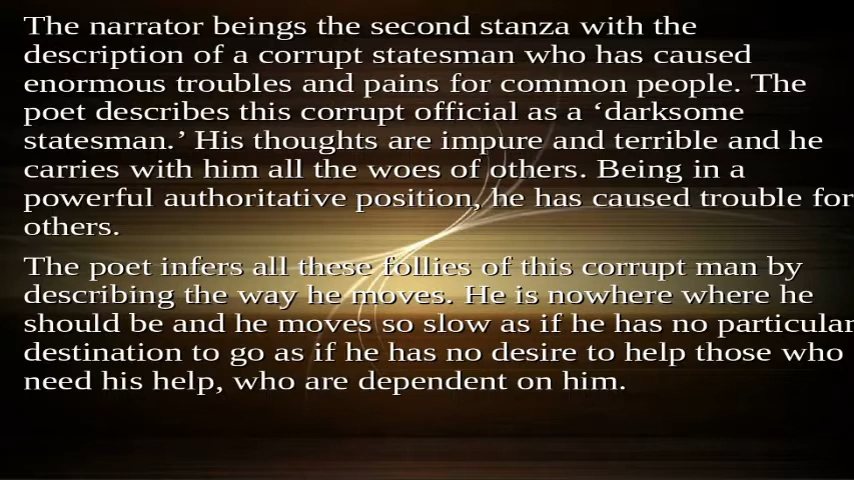 The narrator beings the second stanza with the
description of a corrupt statesman who has caused
enormous troubles and pains for common people. The
poet describes this corrupt official as a ‘darksome
statesman.’ His thoughts are impure and terrible and he
carries with him all the woes of others. Being in a
powerful authoritative position, he has caused trouble for
others.
The poet infers all these follies of this corrupt man by
describing the way he moves. He is nowhere where he
should be and he moves so slow as if he has no particular
destination to go as if he has no desire to help those who
need his help, who are dependent on him.